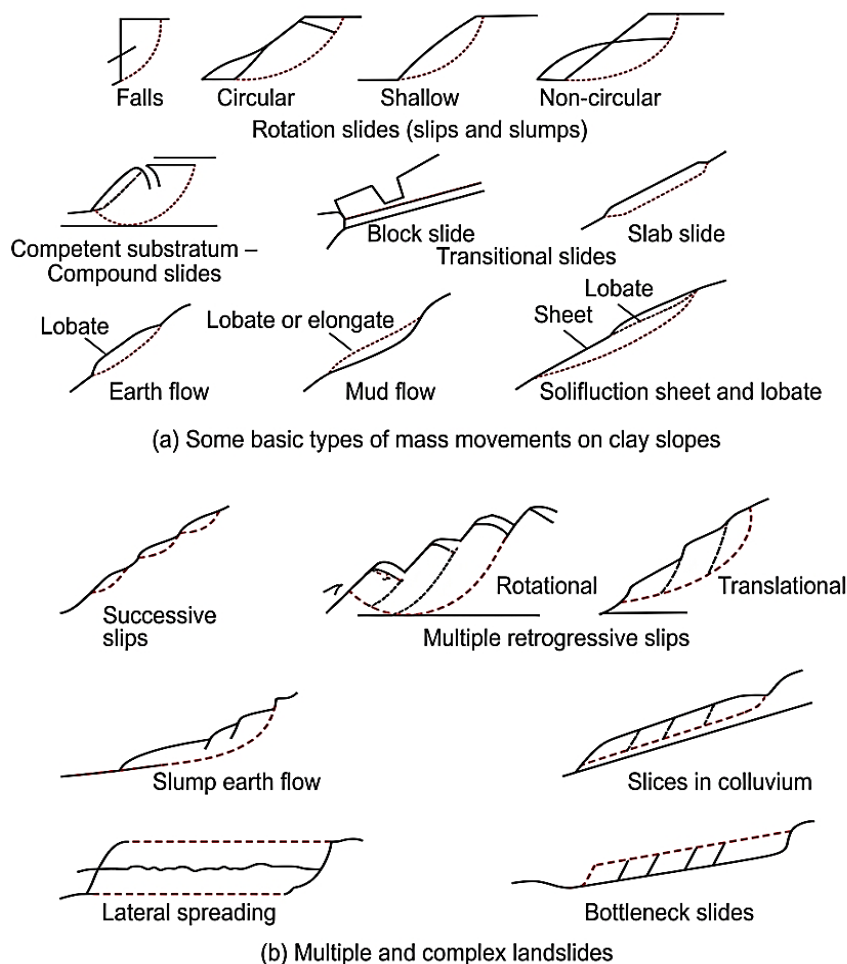 Falls
Circular
Shallow
Non-circular
Rotation slides (slips and slumps)
Competent substratum –
Compound slides
Block slide
Slab slide
Transitional slides
Lobate
Earth flow
Lobate or elongate
Mud flow
Lobate
Sheet
Solifluction sheet and lobate
(a) Some basic types of mass movements on clay slopes
Successive
slips
Rotational
Translational
Multiple retrogressive slips
Slump earth flow
Slices in colluvium
Lateral spreading
Bottleneck slides
(b) Multiple and complex landslides